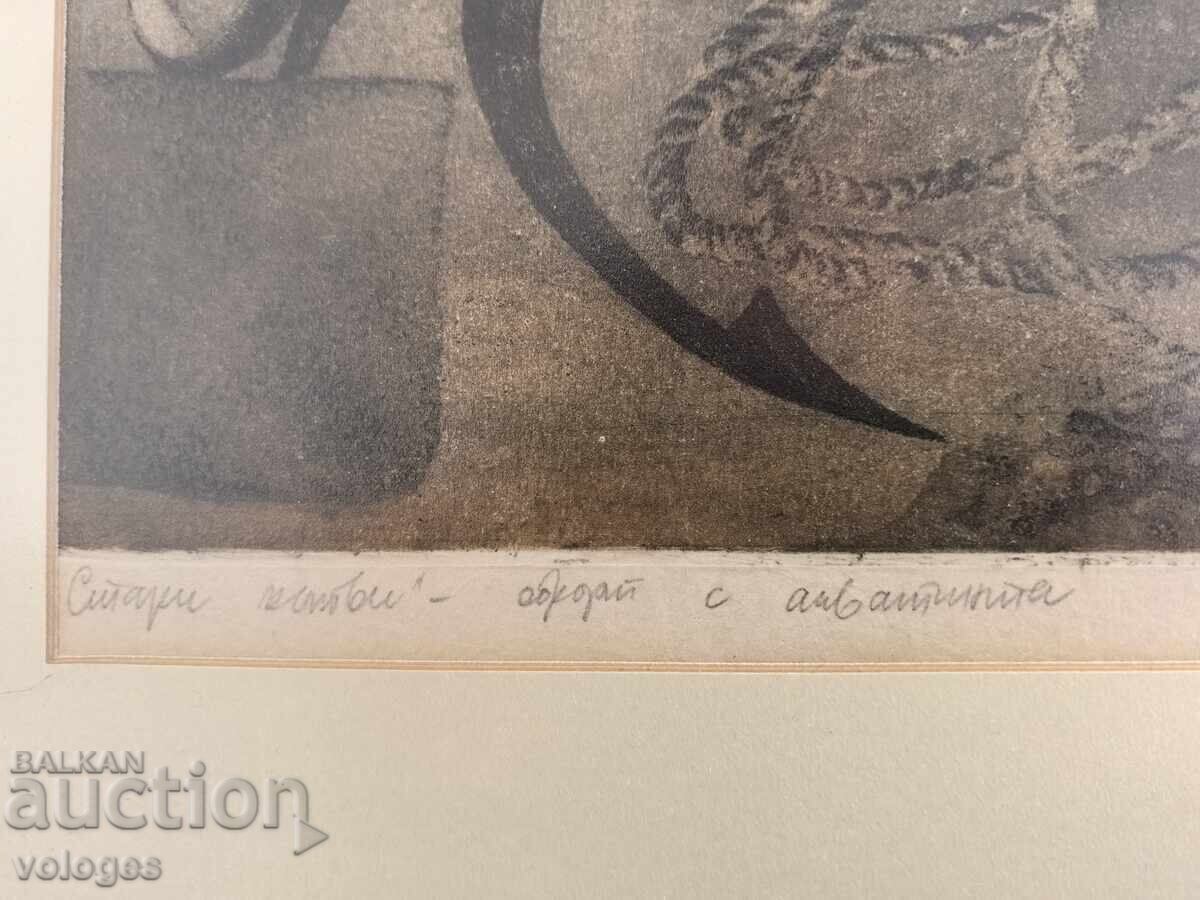 Стари котви" - офорт с акватинта
BALKAN
auction
vologes